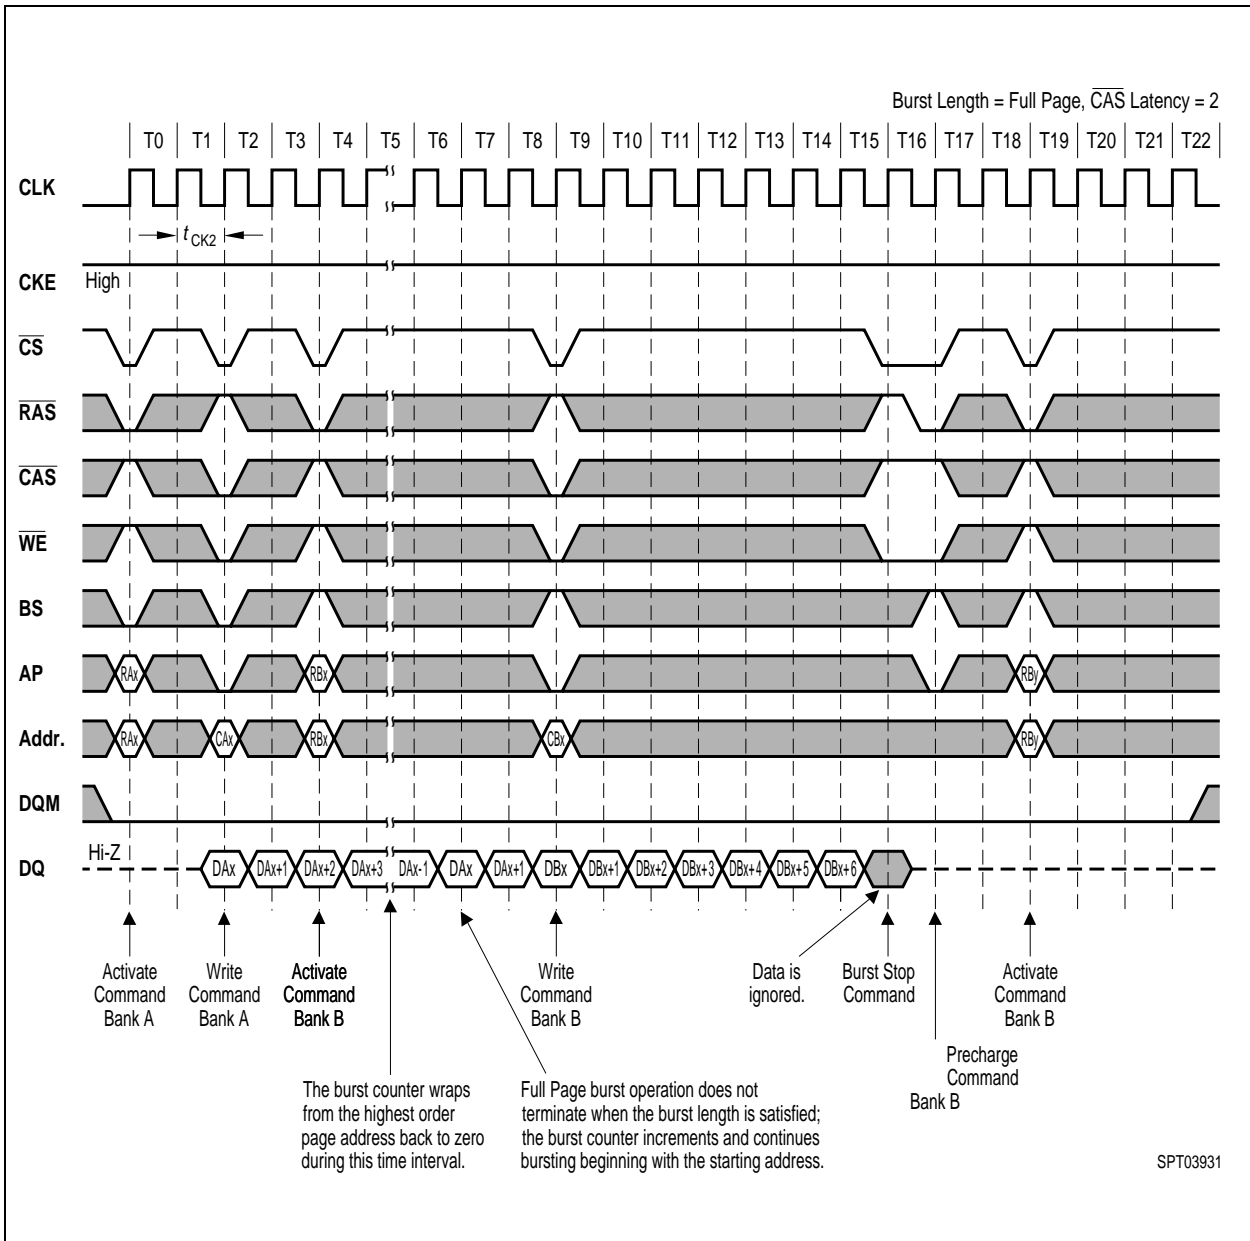 Burst Length = Full Page, CAS Latency = 2
T0 T1 T2 T3 T4 T5 T6 T7 T8 T9 T10 T11 T12 T13 T14 T15 T16 T17 T18 T19 T20 T21 T22
CLK
t CK2
CKE High
CS
RAS
CAS
WE
BS
AP RAx RBx RBy
Addr. RAx CAx RBx CBx RBy
DQM
DQ Hi-Z DAx DAx+1 DAx+2 DAx+3 DAx-1 DAx DAx+1 DBx DBx+1 DBx+2 DBx+3 DBx+4 DBx+5 DBx+6
Activate
Command
Bank A
Write
Command
Bank A
Activate
Command
Bank B
Write
Command
Bank B
Data is
ignored.
Burst Stop
Command
Activate
Command
Bank B
Precharge
Command
Bank B
The burst counter wraps
from the highest order
page address back to zero
during this time interval.
Full Page burst operation does not
terminate when the burst length is satisfied;
the burst counter increments and continues
bursting beginning with the starting address.
SPT03931